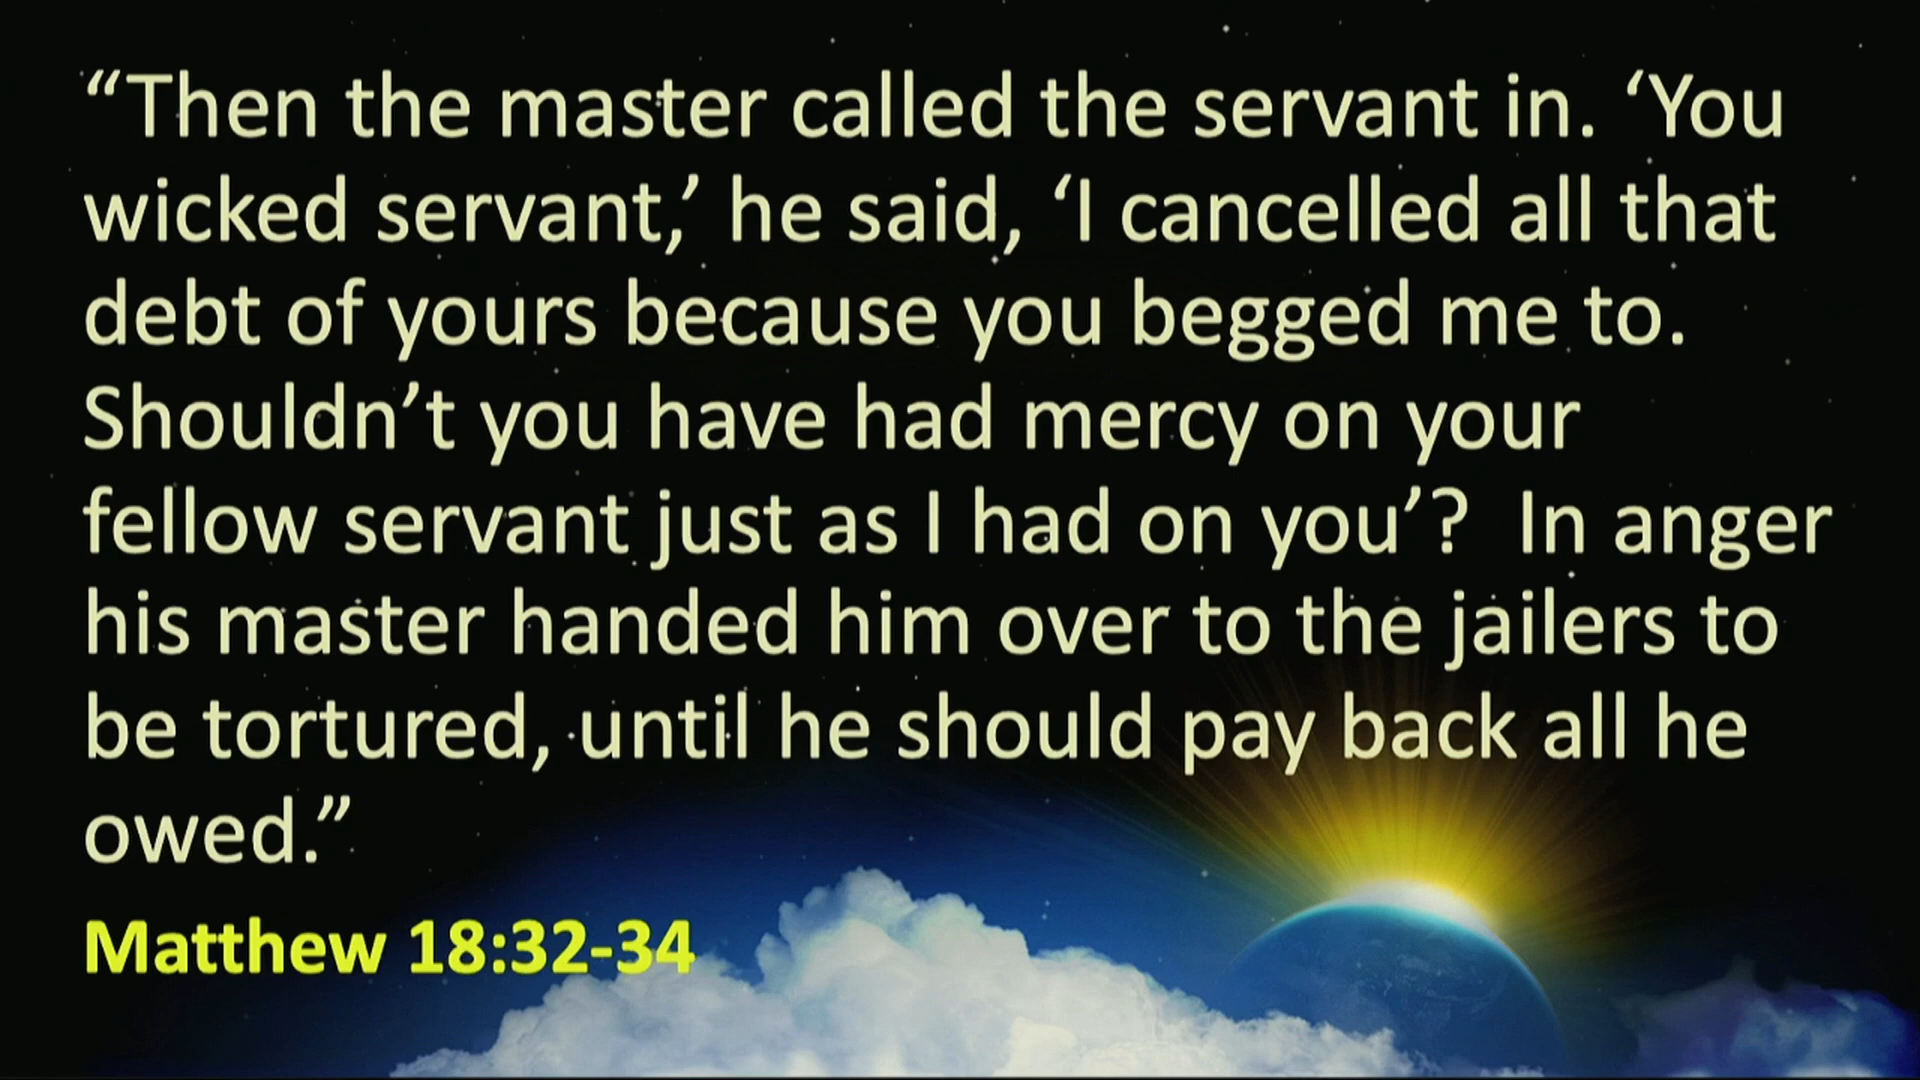 “Then the master called the servant in. ‘You
wicked servant,’ he said, ‘I cancelled all that
debt of yours because you begged me to.
Shouldn’t you have had mercy on your
fellow servant just as I had on you’?  In anger
his master handed him over to the jailers to
be tortured, until he should pay back all he
owed.”
Matthew 18:32-34